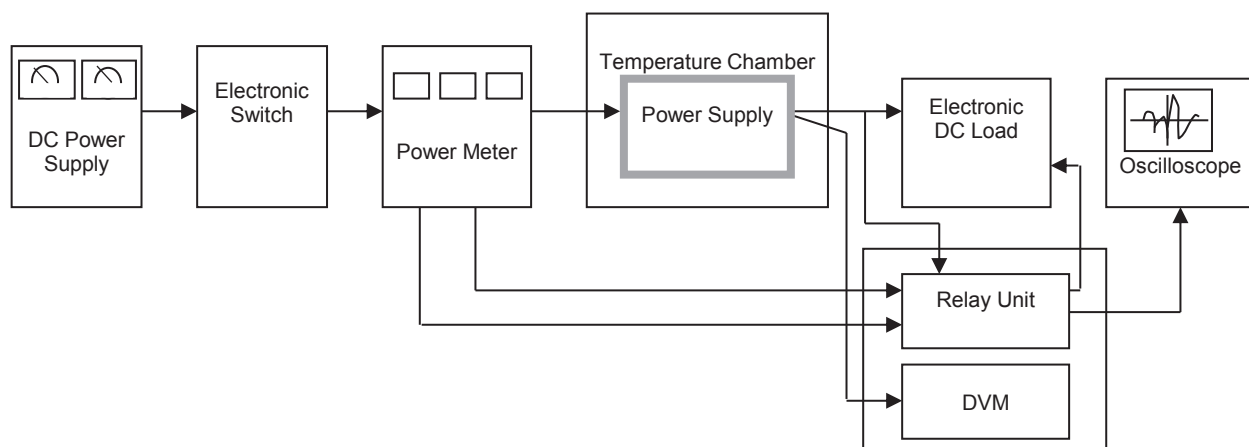 DC Power
Supply
Electronic
Switch
Power Meter
Temperature Chamber
Power Supply
Electronic
DC Load
Oscilloscope
Relay Unit
DVM